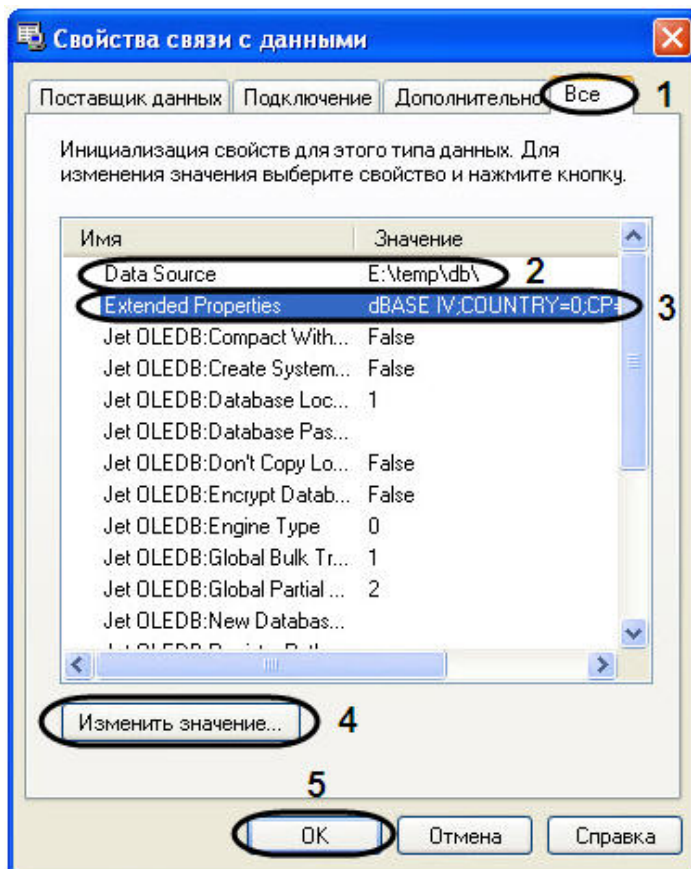 Свойства связи с данными
Поставщик данных Подключение Дополнительно Все 1
Инициализация свойств для этого типа данных. Для
изменения значения выберите свойство и нажмите кнопку.
Имя Значение
Data Source E:\temp\db\ 2
Extended Properties dBASE IV;COUNTRY=0;CP= 3
Jet OLEDB:Compact With... False
Jet OLEDB:Create System... False
Jet OLEDB:Database Loc... 1
Jet OLEDB:Database Pas...
Jet OLEDB:Don't Copy Lo... False
Jet OLEDB:Encrypt Datab... False
Jet OLEDB:Engine Type 0
Jet OLEDB:Global Bulk Tr... 1
Jet OLEDB:Global Partial ... 2
Jet OLEDB:New Databas...
Изменить значение... 4
5
OK Отмена Справка